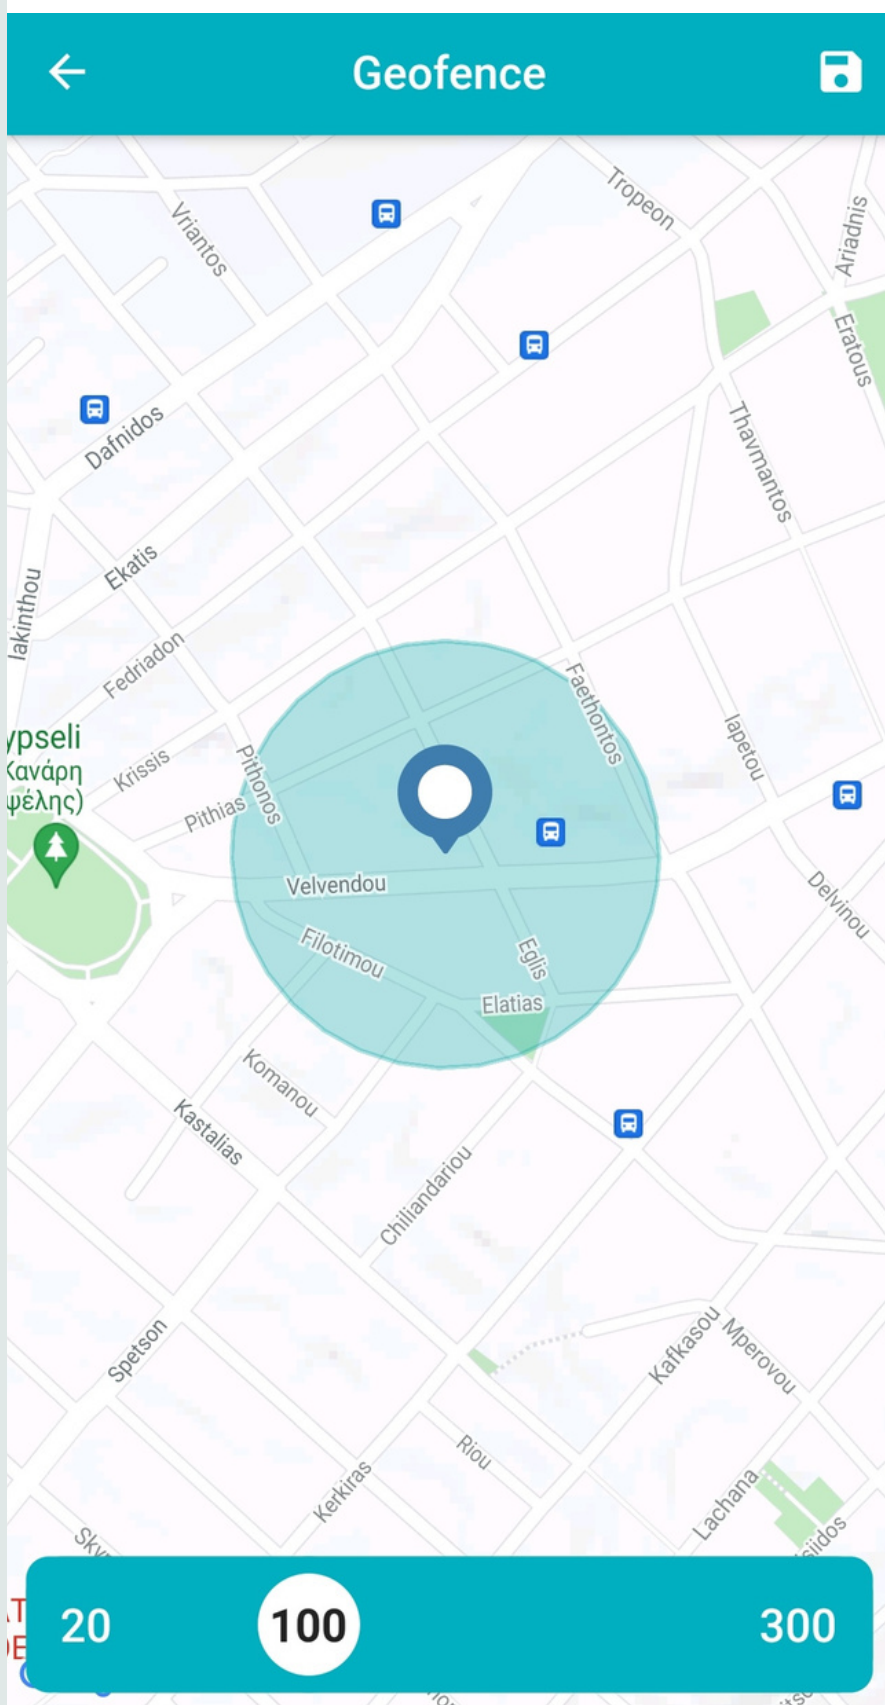 Geofence
Tropeon
Ariadnis
Vriantos
Eratous
Dafnidos
Thavmantos
Ekatis
Iakinthou
Fedriadon
Faethontos
Iapetou
ypseli
Κανάρη
ψέλης)
Krissis
Pithonos
Pithias
Velvendou
Delvinou
Filotimou
Eglis
Elatias
Komanou
Kastalias
Chiliandariou
Spetson
Kafkasou
Mperovou
Riou
Kerkiras
Lachana
20
100
300